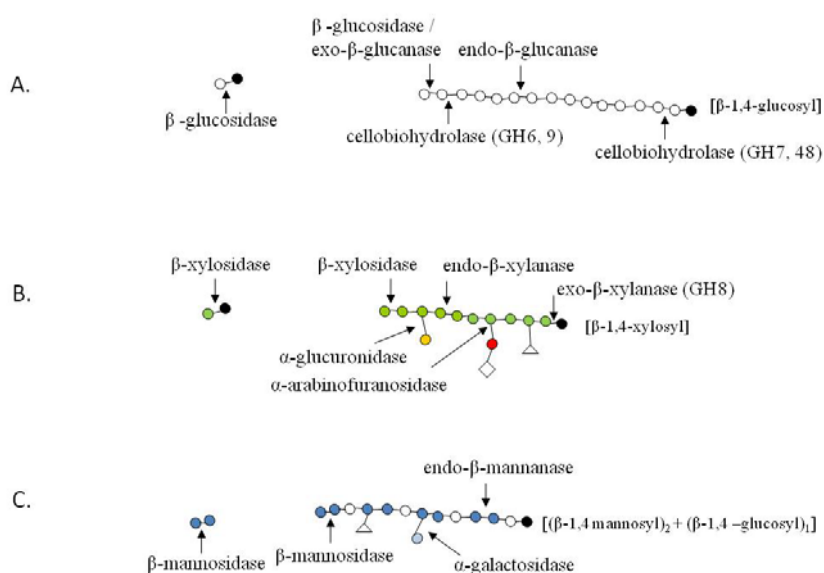 A.
β -glucosidase /
exo-β-glucanase
endo-β-glucanase
β -glucosidase
[β-1,4-glucosyl]
cellobiohydrolase (GH6, 9)
cellobiohydrolase (GH7, 48)
B.
β-xylosidase
β-xylosidase
endo-β-xylanase
exo-β-xylanase (GH8)
[β-1,4-xylosyl]
α-glucuronidase
α-arabinofuranosidase
C.
endo-β-mannanase
[(β-1,4 mannosyl)₂ + (β-1,4 –glucosyl)₁]
β-mannosidase
β-mannosidase
α-galactosidase